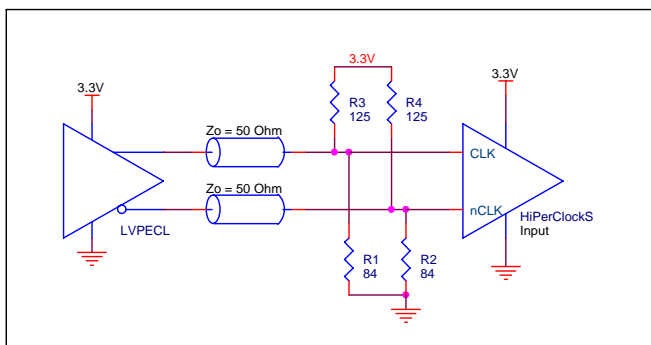 3.3V
3.3V
3.3V
R3
125
R4
125
Zo = 50 Ohm
CLK
Zo = 50 Ohm
nCLK
LVPECL
HiPerClockS
Input
R1
84
R2
84